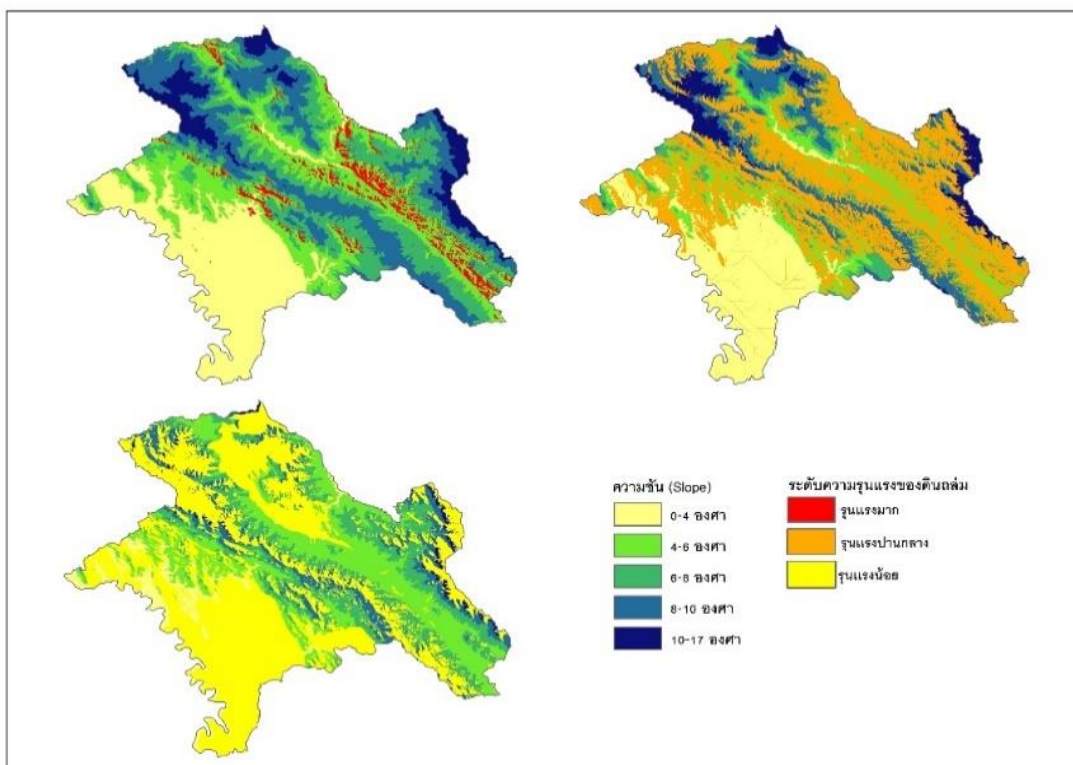 ความชัน (Slope)
0-4 องศา
4-6 องศา
6-8 องศา
8-10 องศา
10-17 องศา
ระดับความรุนแรงของดินถล่ม
รุนแรงมาก
รุนแรงปานกลาง
รุนแรงน้อย